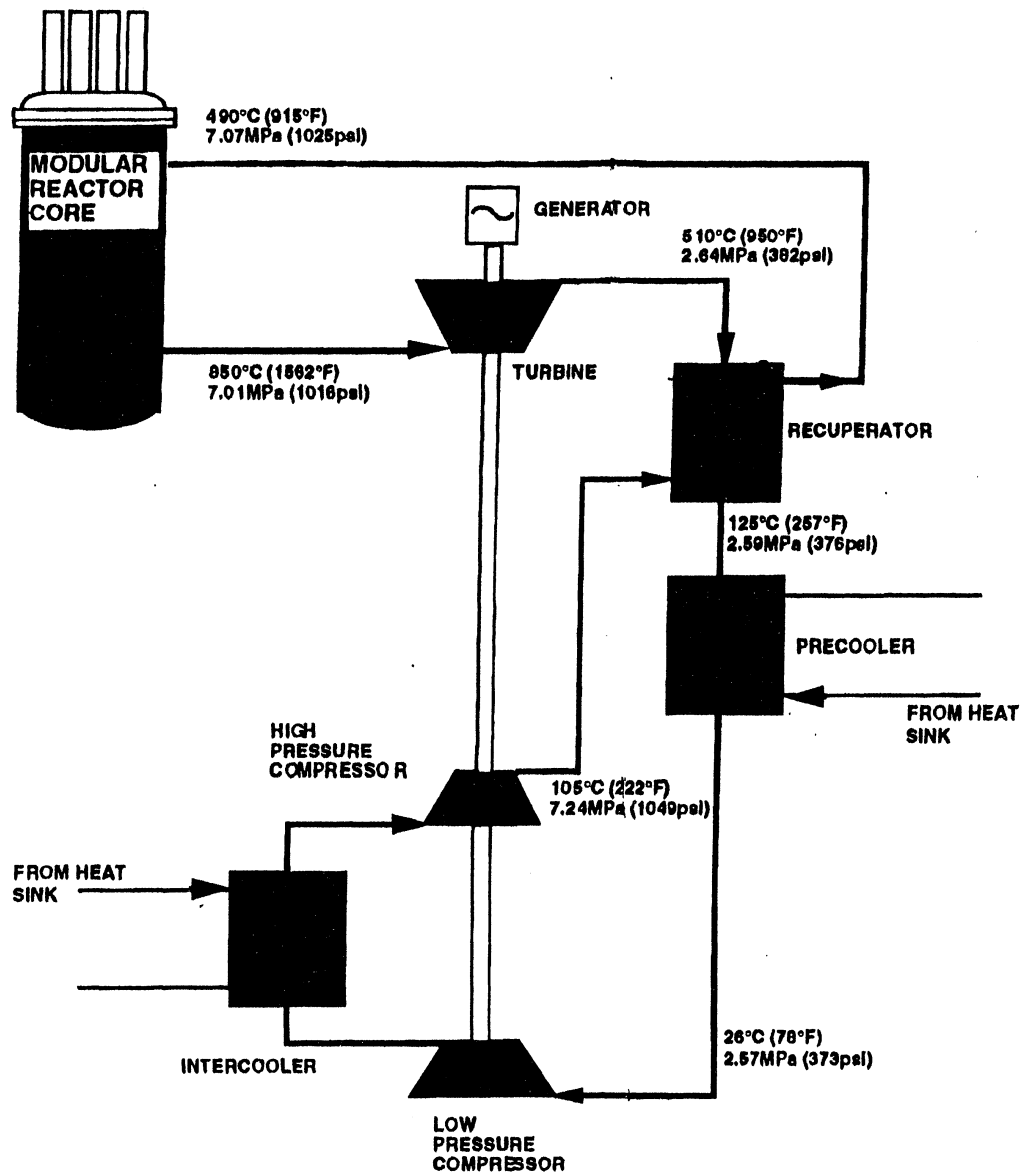 490°C (915°F)
7.07MPa (1025psi)
MODULAR
REACTOR
CORE
GENERATOR
510°C (950°F)
2.64MPa (382psi)
850°C (1562°F)
7.01MPa (1016psi)
TURBINE
RECUPERATOR
125°C (257°F)
2.59MPa (376psi)
PRECOOLER
FROM HEAT
SINK
HIGH
PRESSURE
COMPRESSOR
105°C (222°F)
7.24MPa (1049psi)
FROM HEAT
SINK
INTERCOOLER
26°C (78°F)
2.57MPa (373psi)
LOW
PRESSURE
COMPRESSOR